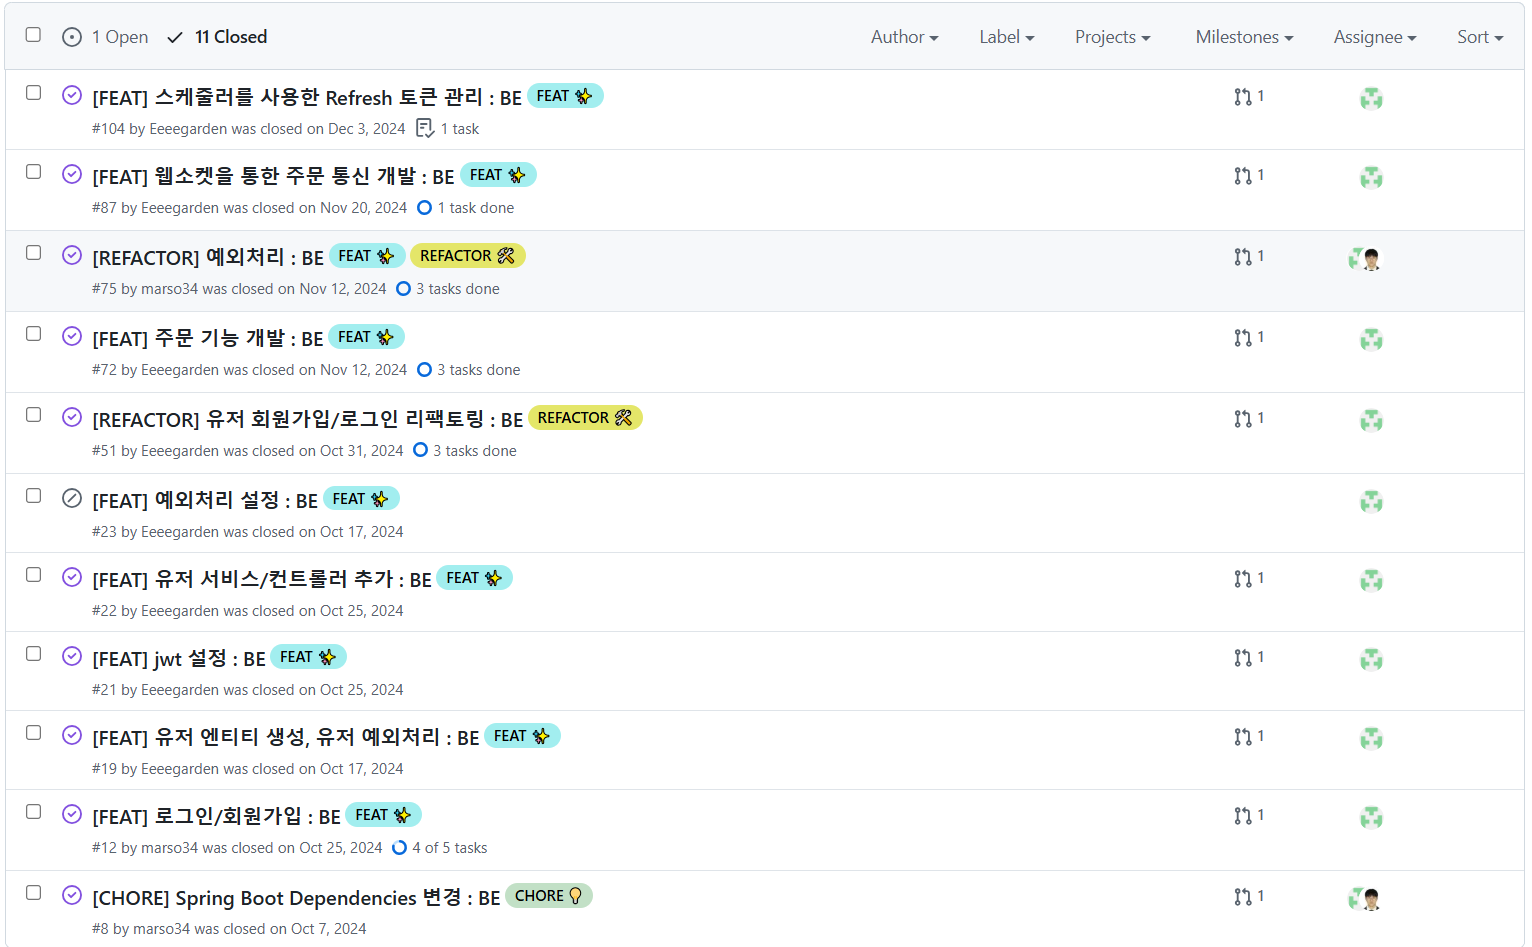 1 Open 11 Closed Author Label Projects Milestones Assignee Sort
[FEAT] 스케줄러를 사용한 Refresh 토큰 관리 : BE FEAT ✨ 1
#104 by Eeeegarden was closed on Dec 3, 2024 1 task
[FEAT] 웹소켓을 통한 주문 통신 개발 : BE FEAT ✨ 1
#87 by Eeeegarden was closed on Nov 20, 2024 1 task done
[REFACTOR] 예외처리 : BE FEAT ✨ REFACTOR 🛠 1
#75 by marso34 was closed on Nov 12, 2024 3 tasks done
[FEAT] 주문 기능 개발 : BE FEAT ✨ 1
#72 by Eeeegarden was closed on Nov 12, 2024 3 tasks done
[REFACTOR] 유저 회원가입/로그인 리팩토링 : BE REFACTOR 🛠 1
#51 by Eeeegarden was closed on Oct 31, 2024 3 tasks done
[FEAT] 예외처리 설정 : BE FEAT ✨
#23 by Eeeegarden was closed on Oct 17, 2024
[FEAT] 유저 서비스/컨트롤러 추가 : BE FEAT ✨ 1
#22 by Eeeegarden was closed on Oct 25, 2024
[FEAT] jwt 설정 : BE FEAT ✨ 1
#21 by Eeeegarden was closed on Oct 25, 2024
[FEAT] 유저 엔티티 생성, 유저 예외처리 : BE FEAT ✨ 1
#19 by Eeeegarden was closed on Oct 17, 2024
[FEAT] 로그인/회원가입 : BE FEAT ✨ 1
#12 by marso34 was closed on Oct 25, 2024 4 of 5 tasks
[CHORE] Spring Boot Dependencies 변경 : BE CHORE 💡 1
#8 by marso34 was closed on Oct 7, 2024